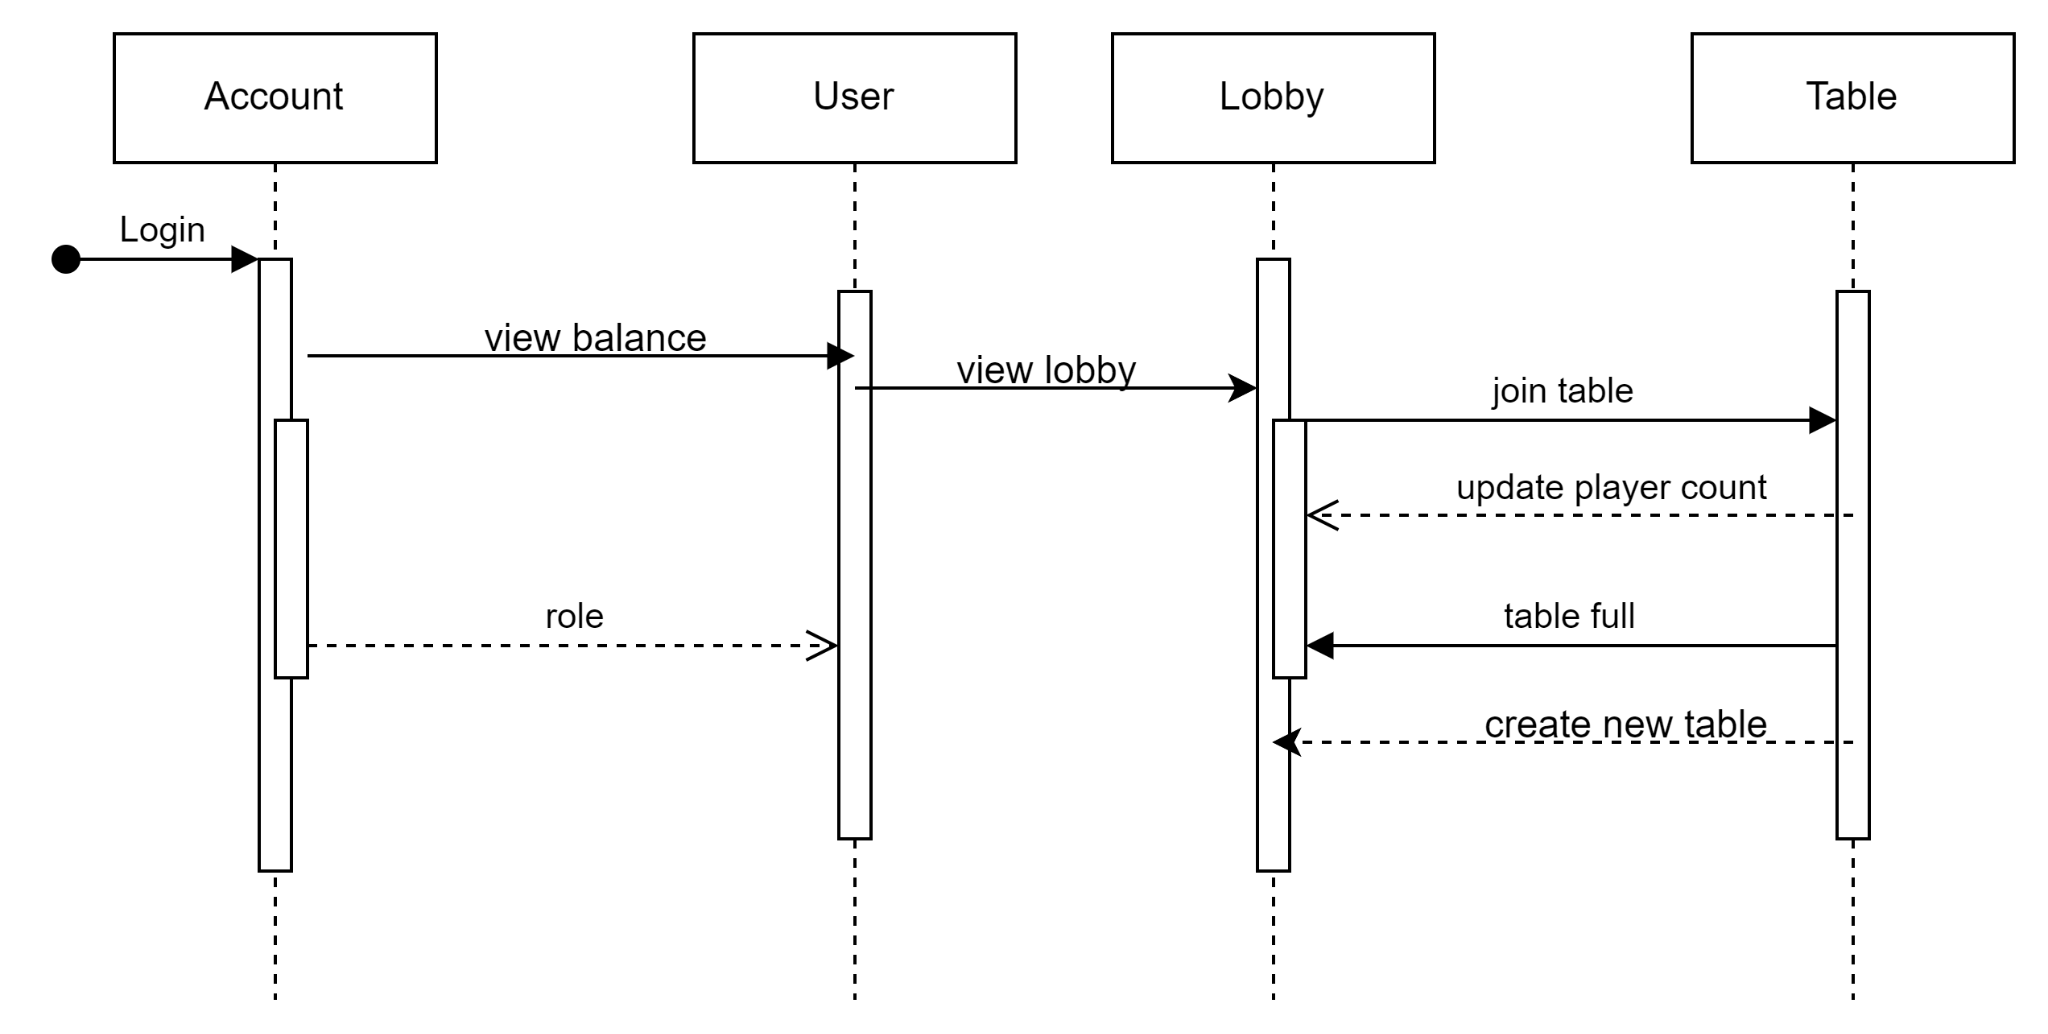 Account
User
Lobby
Table
Login
view balance
view lobby
join table
update player count
role
table full
create new table